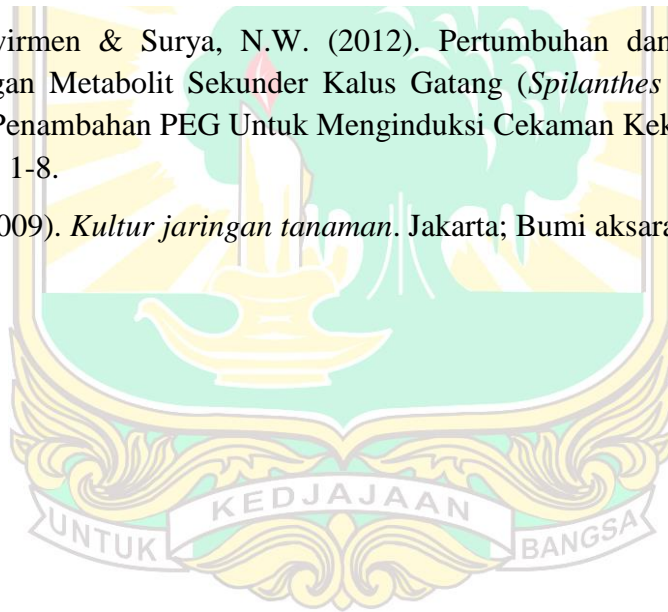 virmen & Surya, N.W. (2012). Pertumbuhan dan
gan Metabolit Sekunder Kalus Gatang (Spilanthes
Penambahan PEG Untuk Menginduksi Cekaman Kek
1-8.
009). Kultur jaringan tanaman. Jakarta; Bumi aksara
UNTUK KEDJAJAAN BANGSA